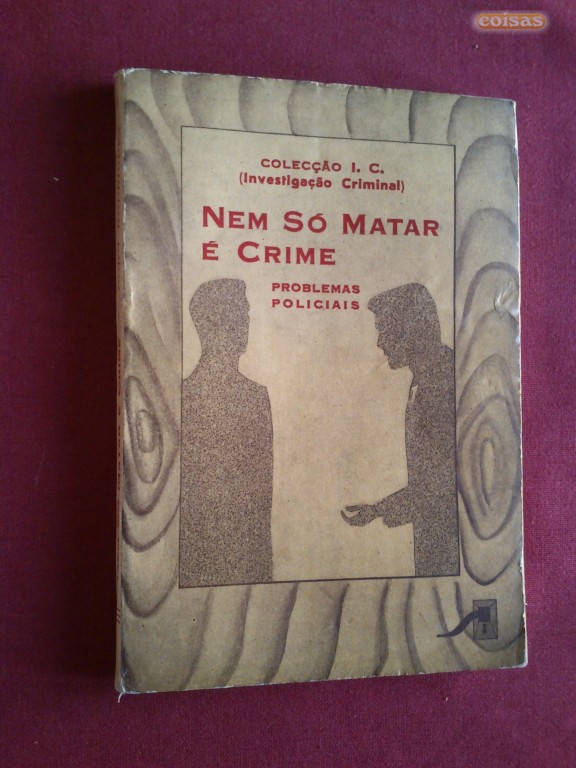 coisas
COLECÇÃO I. C.
(Investigação Criminal)
NEM SÓ MATAR
É CRIME
PROBLEMAS
POLICIAIS